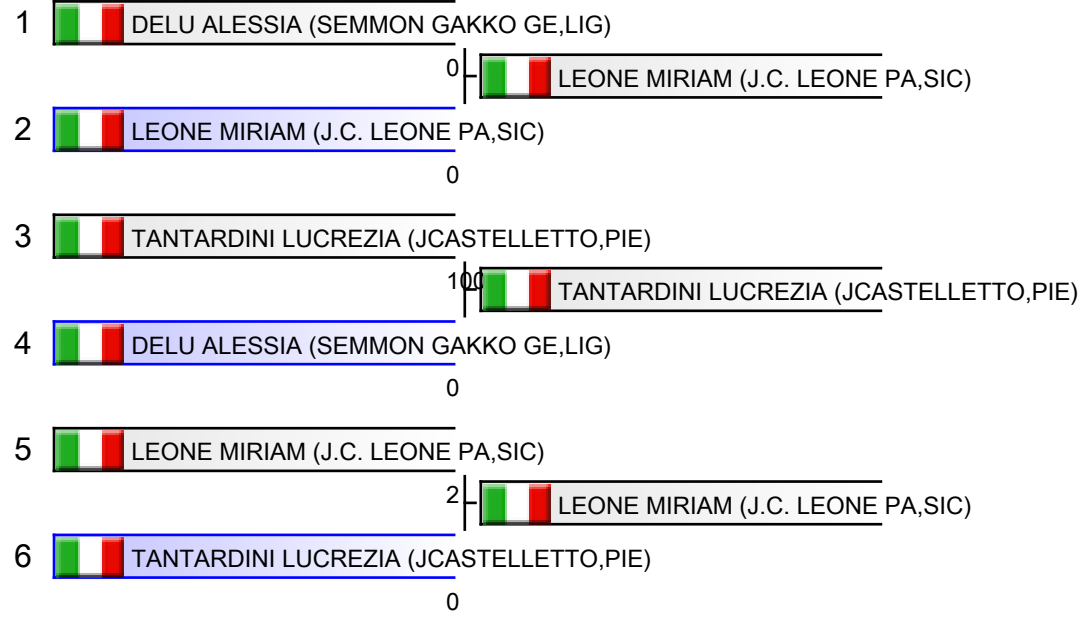 1 DELU ALESSIA (SEMMON GAKKO GE,LIG)
0 LEONE MIRIAM (J.C. LEONE PA,SIC)
2 LEONE MIRIAM (J.C. LEONE PA,SIC)
0
3 TANTARDINI LUCREZIA (JCASTELLETTO,PIE)
100 TANTARDINI LUCREZIA (JCASTELLETTO,PIE)
4 DELU ALESSIA (SEMMON GAKKO GE,LIG)
0
5 LEONE MIRIAM (J.C. LEONE PA,SIC)
2 LEONE MIRIAM (J.C. LEONE PA,SIC)
6 TANTARDINI LUCREZIA (JCASTELLETTO,PIE)
0